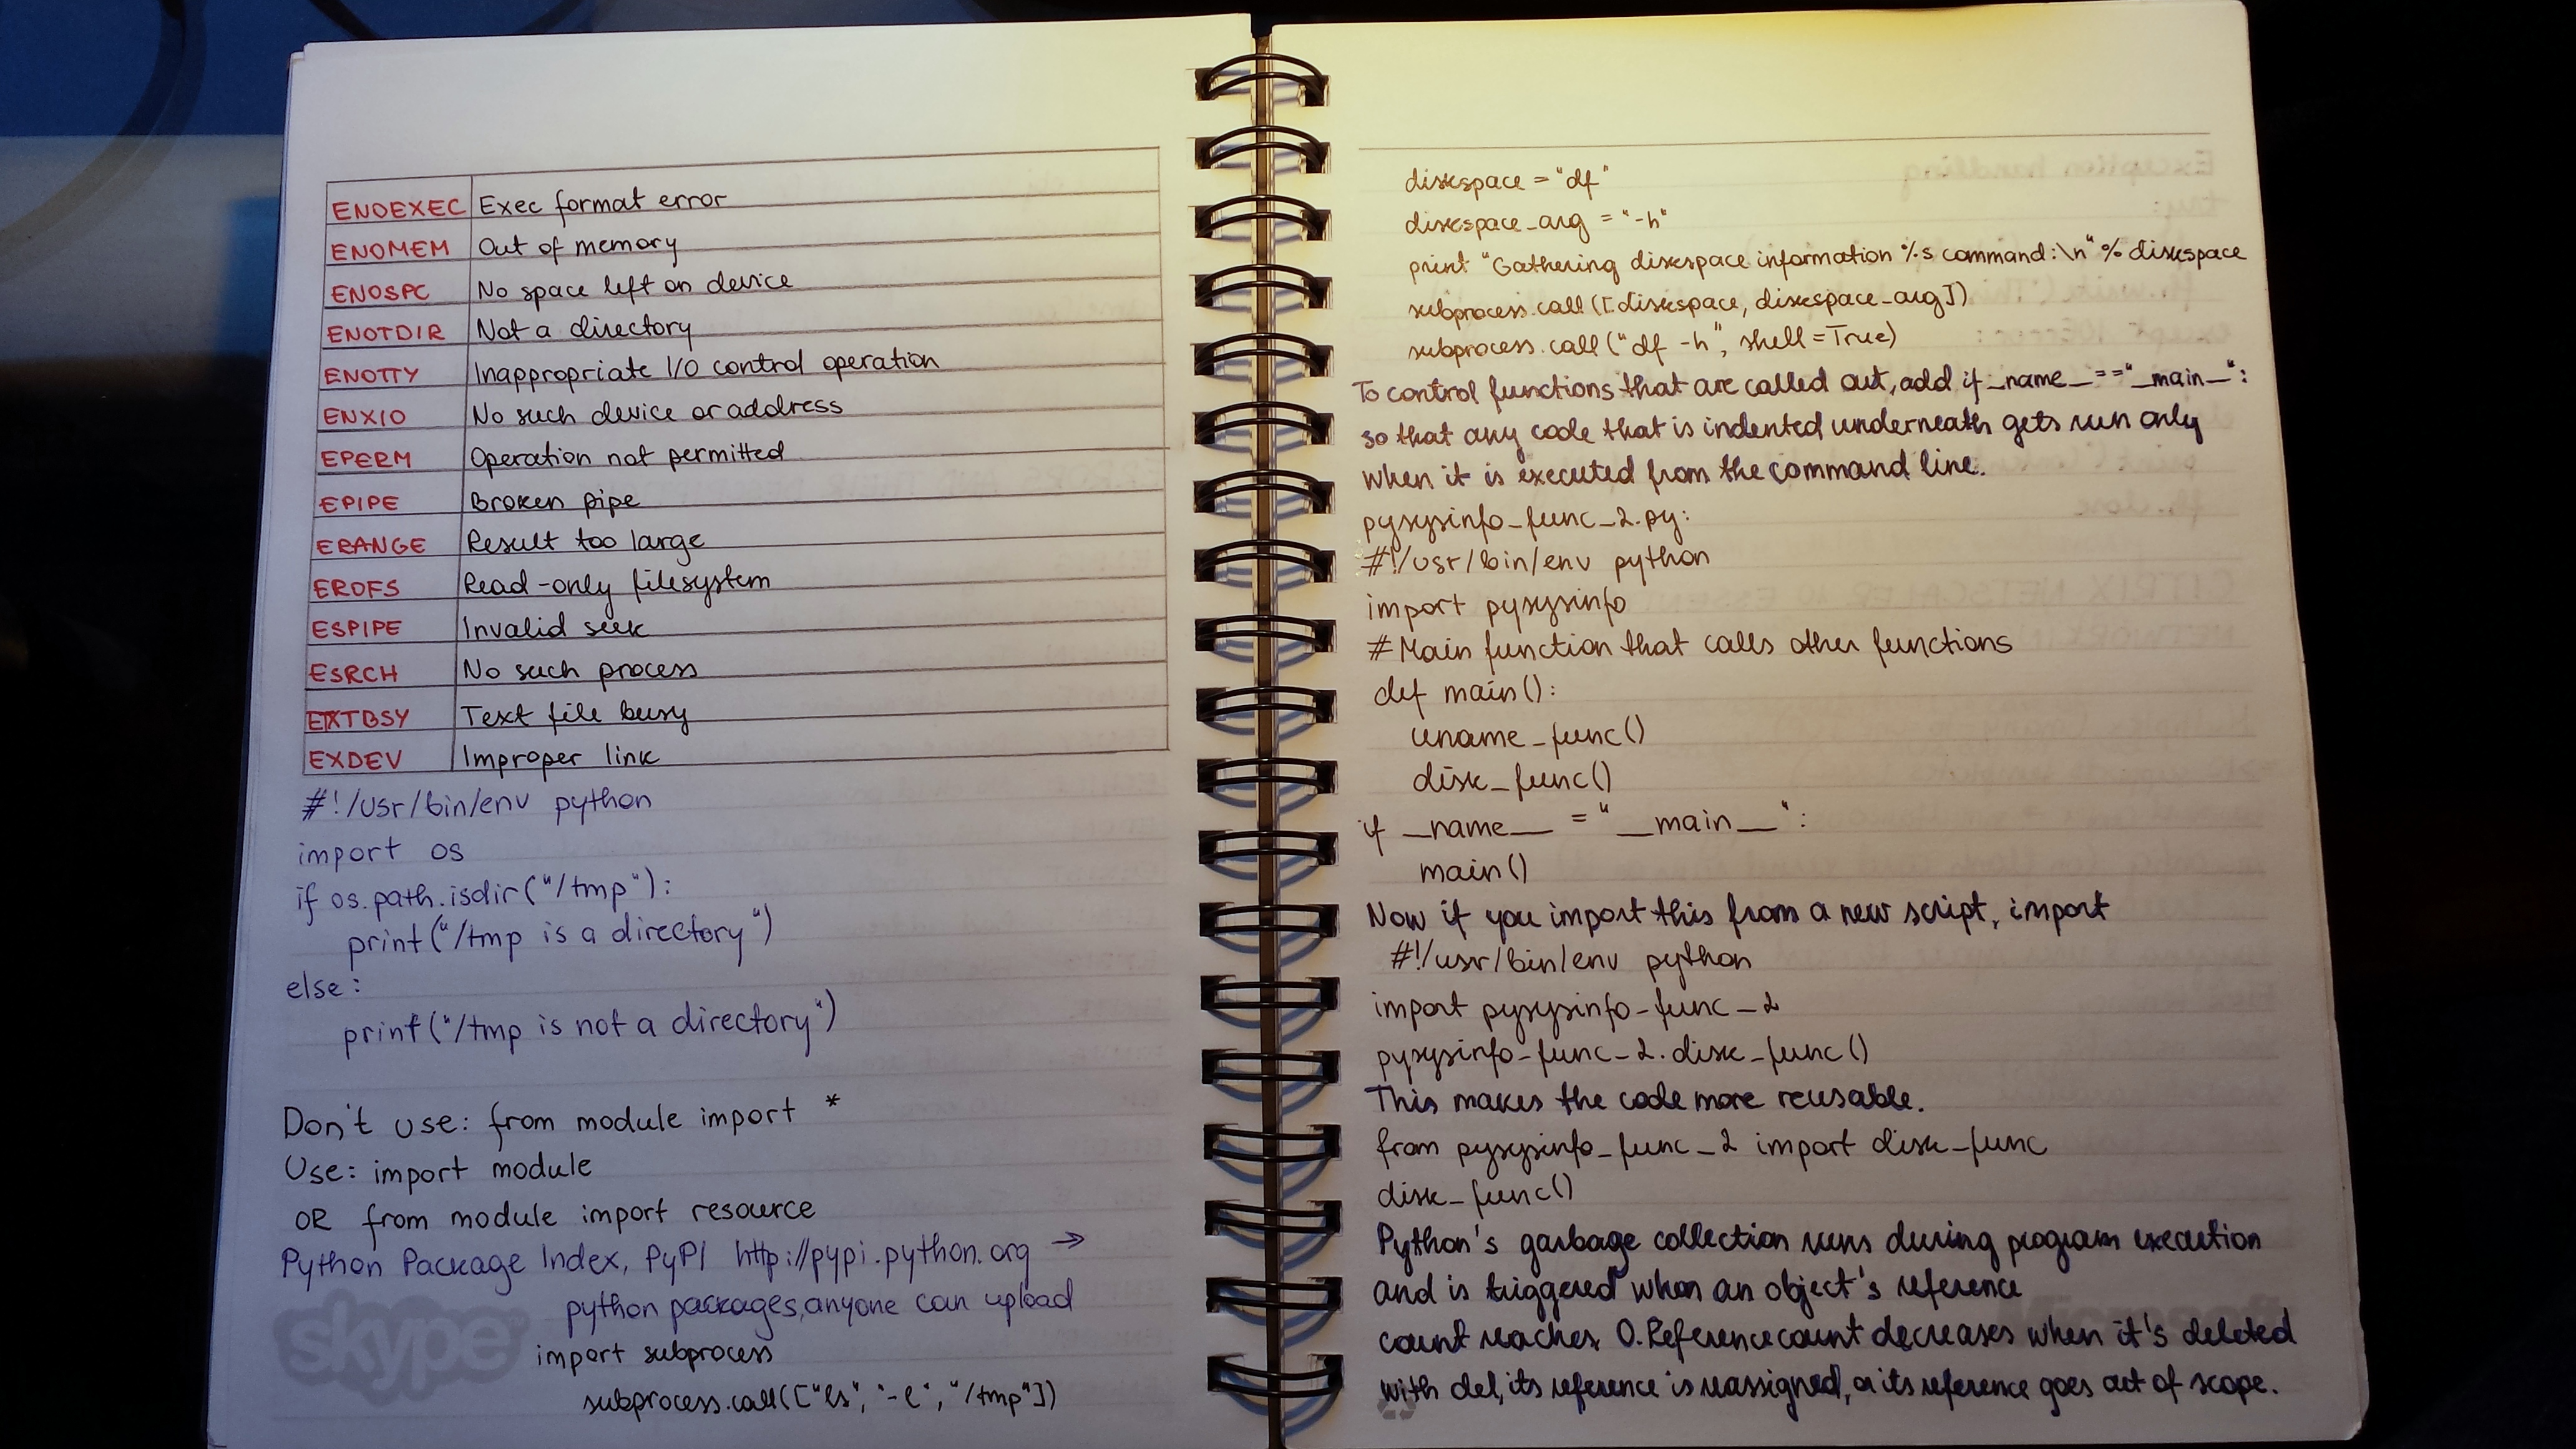 ENOEXEC Exec format error
ENOMEM Out of memory
ENOSPC No space left on device
ENOTDIR Not a directory
ENOTTY Inappropriate I/O control operation
ENXIO No such device or address
EPERM Operation not permitted
EPIPE Broken pipe
ERANGE Result too large
EROFS Read-only filesystem
ESPIPE Invalid seek
ESRCH No such process
ETXTBSY Text file busy
EXDEV Improper link
#!/usr/bin/env python
import os
if os.path.isdir("/tmp"):
print("/tmp is a directory")
else:
print("/tmp is not a directory")
Don't use: from module import *
Use: import module
OR from module import resource
Python Package Index, PyPI http://pypi.python.org →
python packages, anyone can upload
skype
import subprocess
subprocess.call(["ls", "-l", "/tmp"])
diskspace = "df"
diskspace_arg = "-h"
print "Gathering diskspace information %s command:\n" % diskspace
subprocess.call([diskspace, diskspace_arg])
subprocess.call("df -h", shell=True)
To control functions that are called out, add if _name_=="_main_":
so that any code that is indented underneath gets run only
when it is executed from the command line.
pysysinfo_func_2.py:
#!/usr/bin/env python
import pysysinfo
# Main function that calls other functions
def main():
uname_func()
disk_func()
if __name__ = "__main__":
main()
Now if you import this from a new script, import
#!/usr/bin/env python
import pysysinfo_func_2
pysysinfo_func_2.disk_func()
This makes the code more reusable.
from pysysinfo_func_2 import disk_func
disk_func()
Python's garbage collection runs during program execution
and is triggered when an object's reference
count reaches 0. Reference count decreases when it's deleted
with del, its reference is reassigned, or its reference goes out of scope.